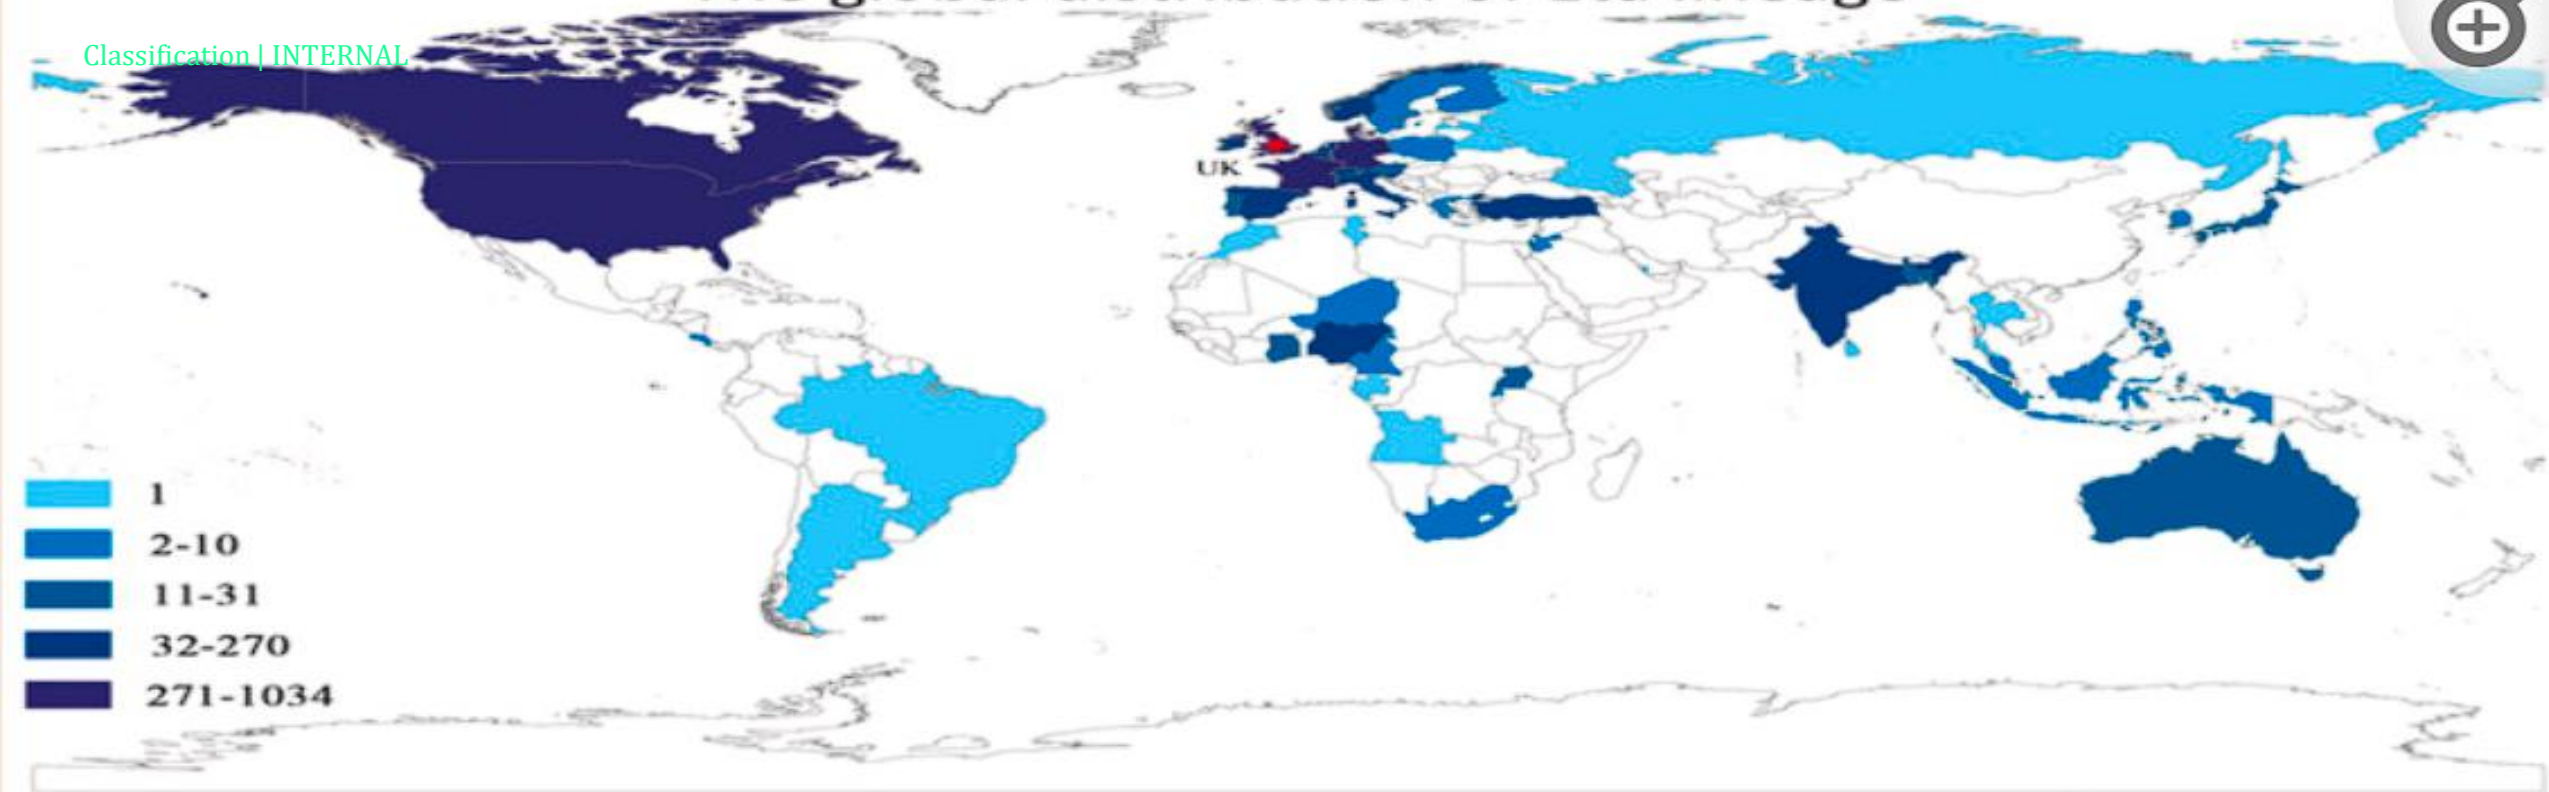 Classification | INTERNAL
UK
1
2-10
11-31
32-270
271-1034